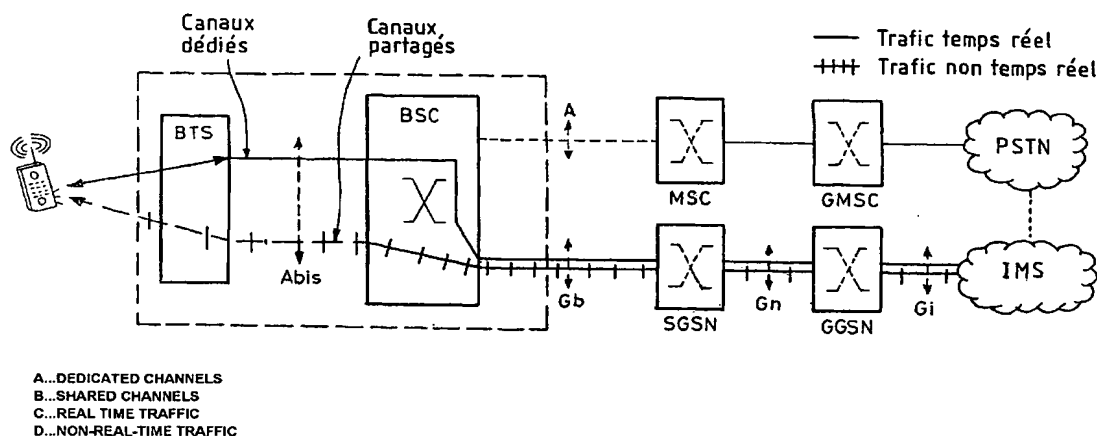 Canaux
dédiés
Canaux,
partagés
Trafic temps réel
Trafic non temps réel
BTS
BSC
A
MSC
GMSC
PSTN
Abis
Gb
SGSN
Gn
GGSN
Gi
IMS
A...DEDICATED CHANNELS
B...SHARED CHANNELS
C...REAL TIME TRAFFIC
D...NON-REAL-TIME TRAFFIC